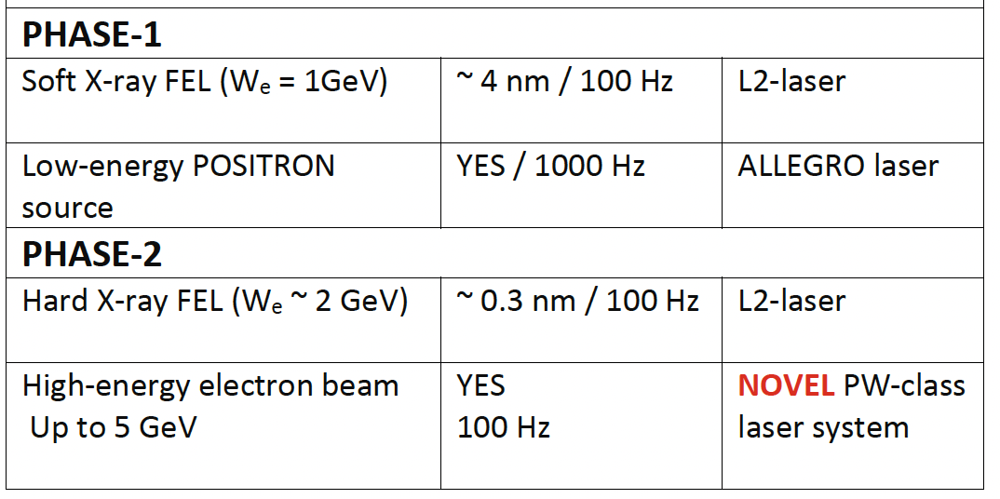 PHASE-1
Soft X-ray FEL (We = 1GeV) ~ 4 nm / 100 Hz L2-laser
Low-energy POSITRON YES / 1000 Hz ALLEGRO laser
source
PHASE-2
Hard X-ray FEL (We ~ 2 GeV) ~ 0.3 nm / 100 Hz L2-laser
High-energy electron beam YES NOVEL PW-class
Up to 5 GeV 100 Hz laser system